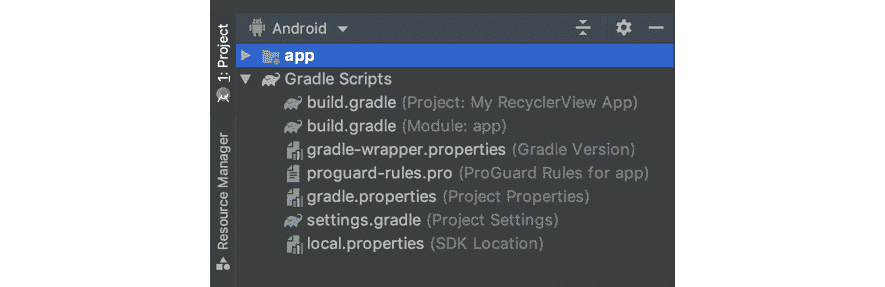 Android
app
Gradle Scripts
build.gradle (Project: My RecyclerView App)
build.gradle (Module: app)
gradle-wrapper.properties (Gradle Version)
proguard-rules.pro (ProGuard Rules for app)
gradle.properties (Project Properties)
settings.gradle (Project Settings)
local.properties (SDK Location)
1: Project
Resource Manager